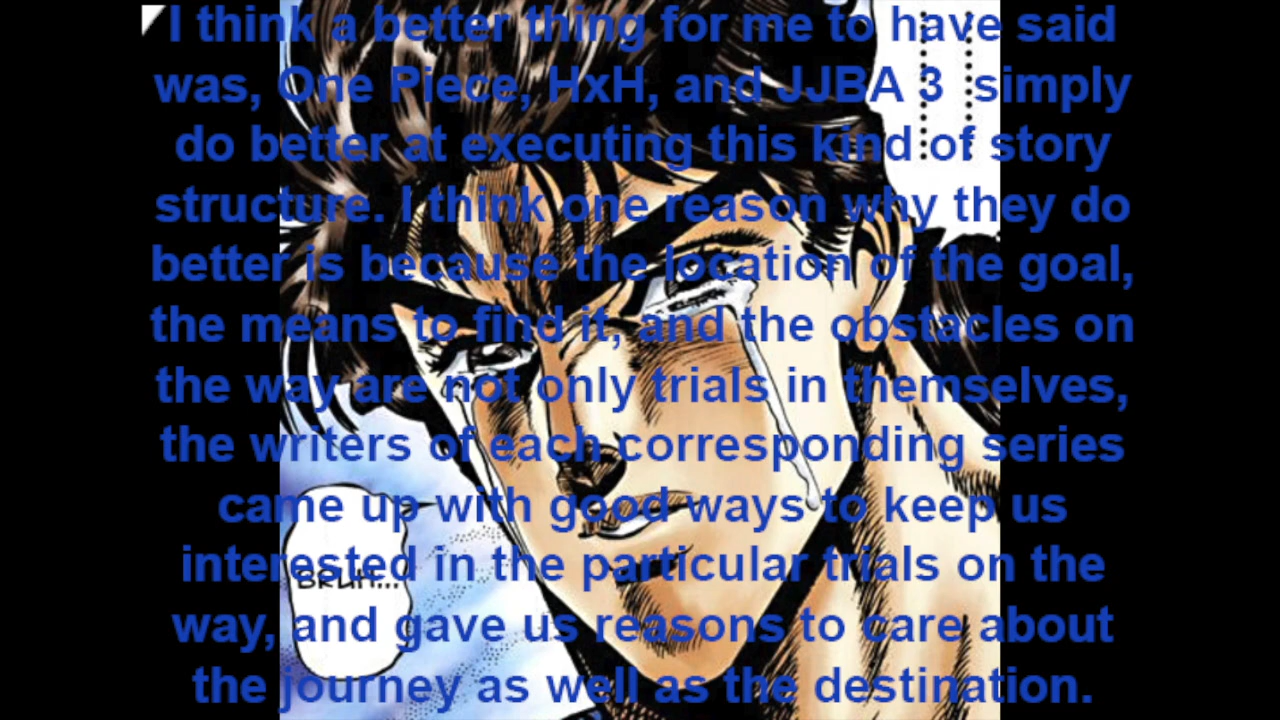 I think a better thing for me to have said
was, One Piece, HxH, and JJBA 3 simply
do better at executing this kind of story
structure. I think one reason why they do
better is because the location of the goal,
the means to find it, and the obstacles on
the way are not only trials in themselves,
the writers of each corresponding series
came up with good ways to keep us
interested in the particular trials on the
way, and gave us reasons to care about
the journey as well as the destination.
BRUH...